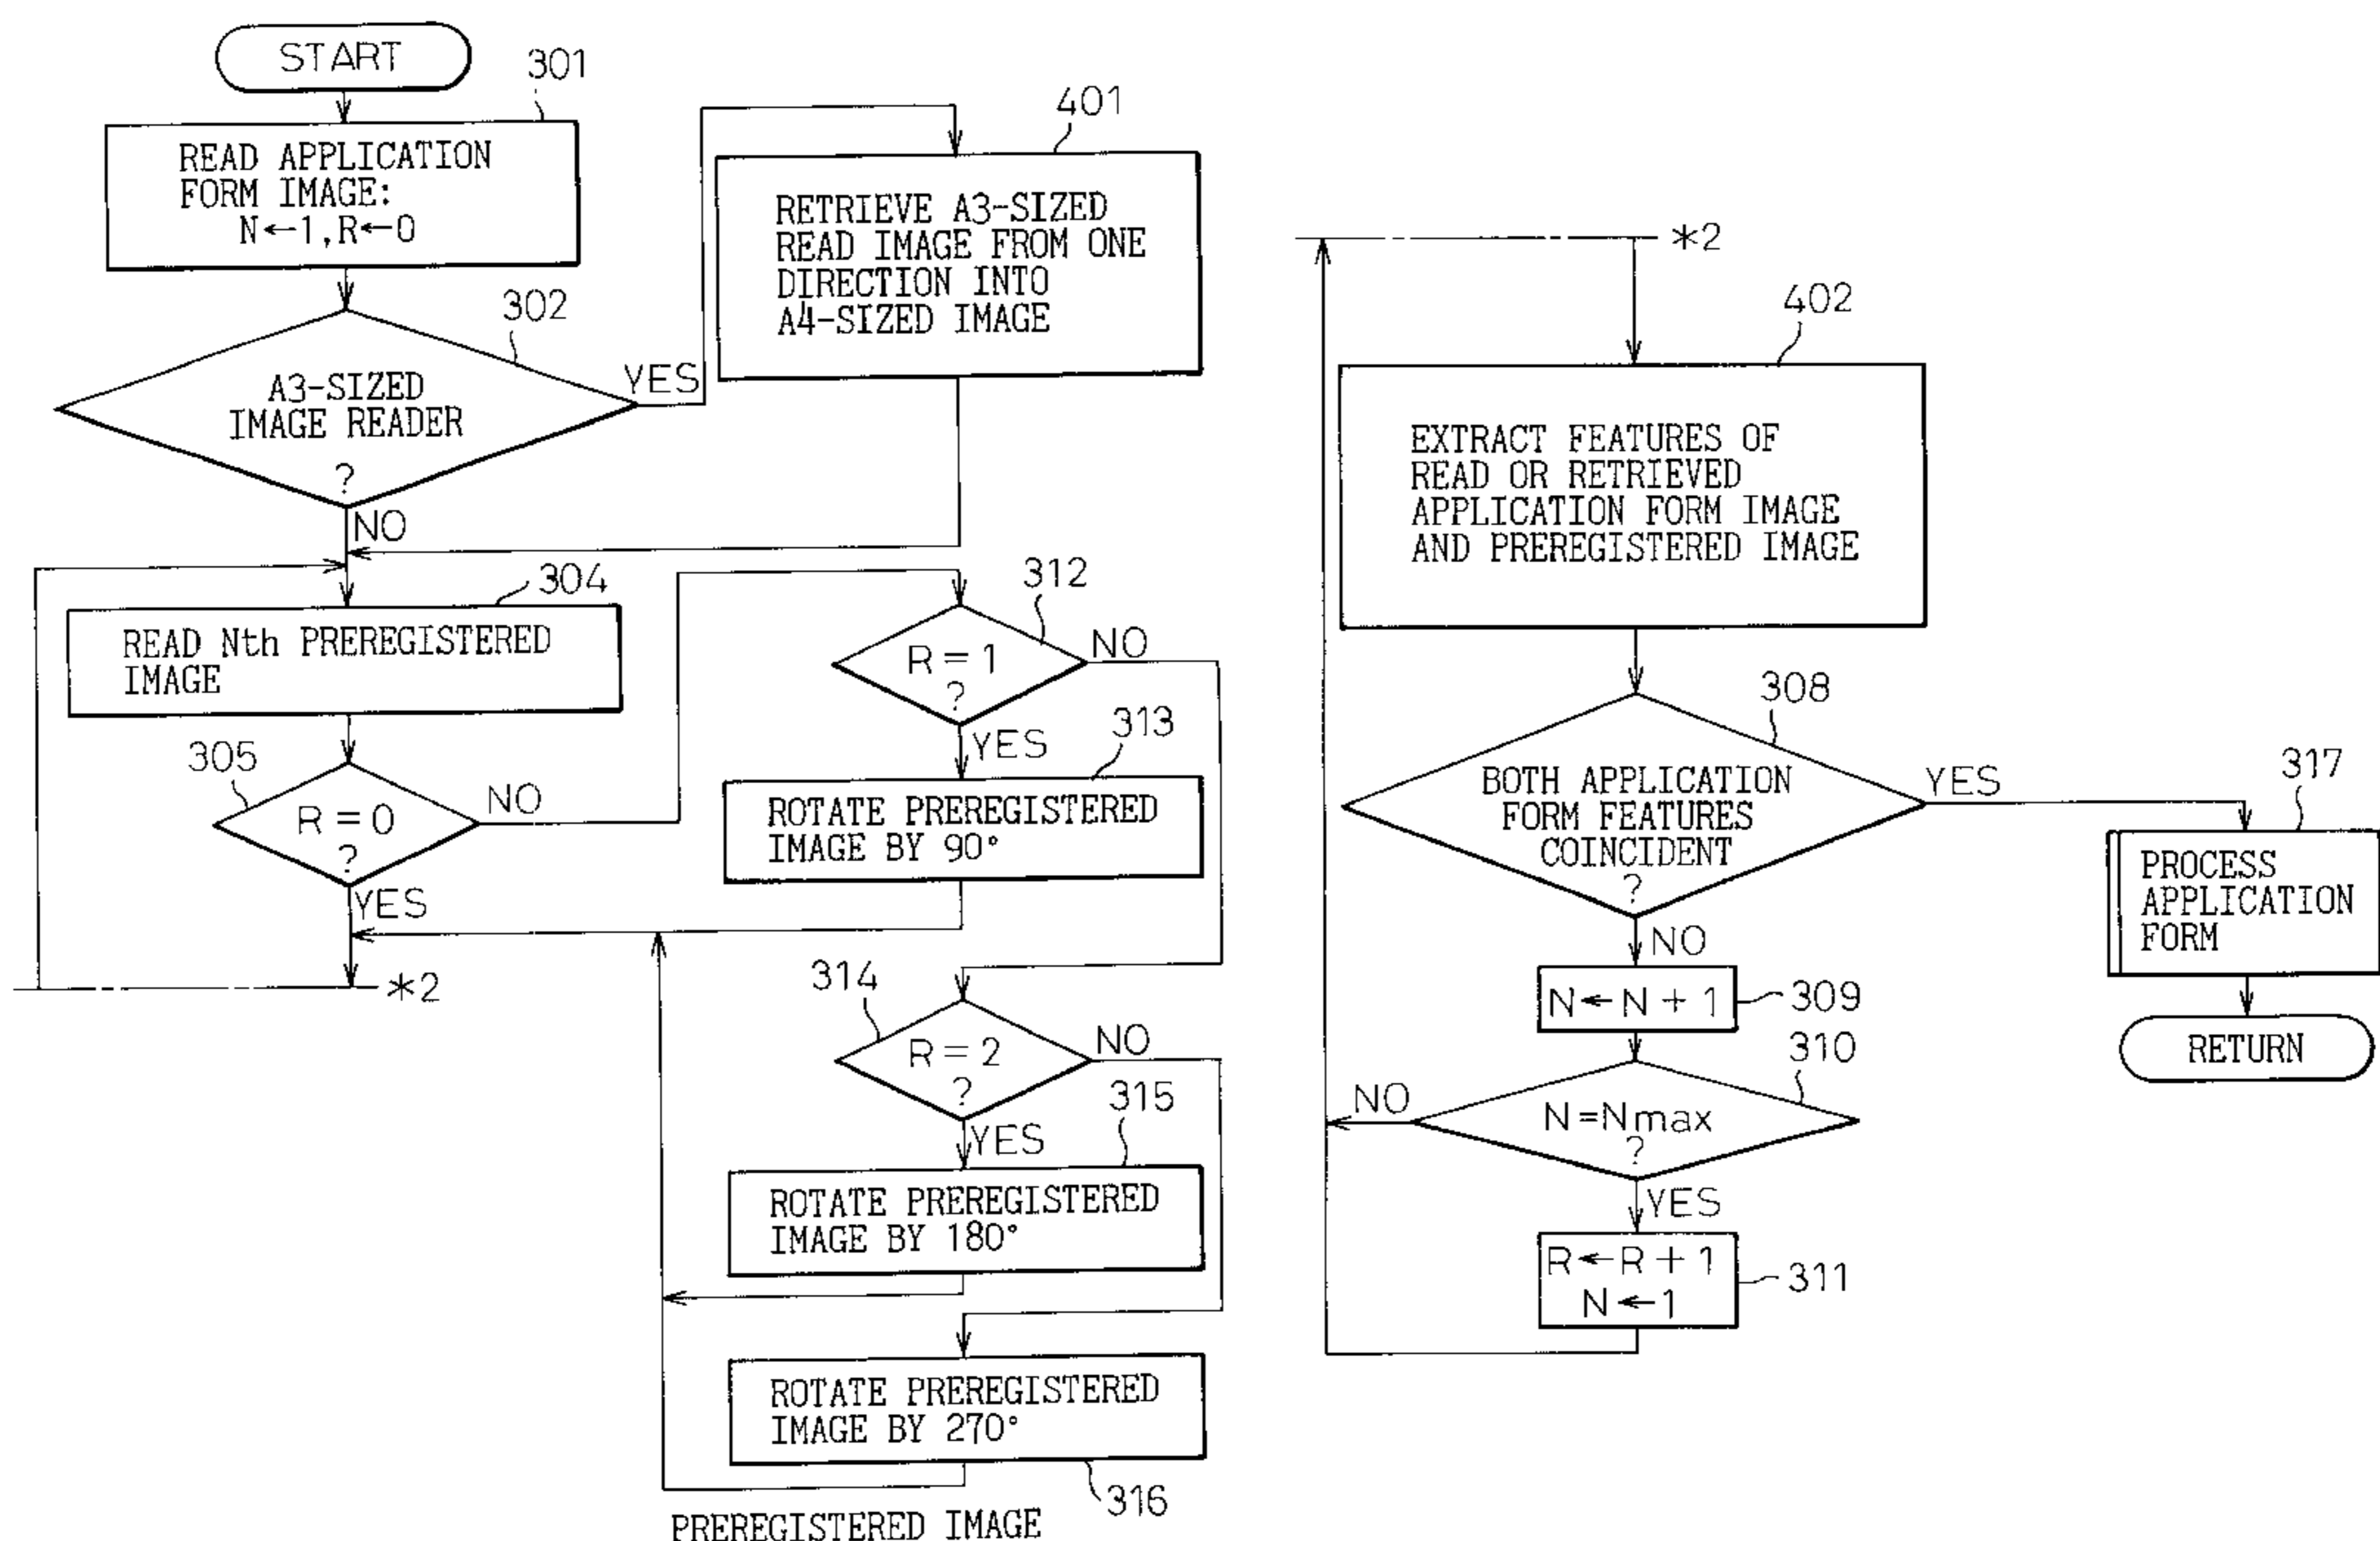 START
301
READ APPLICATION
FORM IMAGE:
N←1,R←0
302
A3-SIZED
IMAGE READER
?
YES
NO
401
RETRIEVE A3-SIZED
READ IMAGE FROM ONE
DIRECTION INTO
A4-SIZED IMAGE
304
READ Nth PREREGISTERED
IMAGE
305
R=0
?
NO
YES
*2
312
R=1
?
NO
YES
313
ROTATE PREREGISTERED
IMAGE BY 90°
314
R=2
?
NO
YES
315
ROTATE PREREGISTERED
IMAGE BY 180°
ROTATE PREREGISTERED
IMAGE BY 270°
316
PREREGISTERED IMAGE
*2
402
EXTRACT FEATURES OF
READ OR RETRIEVED
APPLICATION FORM IMAGE
AND PREREGISTERED IMAGE
308
BOTH APPLICATION
FORM FEATURES
COINCIDENT
?
YES
NO
317
PROCESS
APPLICATION
FORM
RETURN
N←N+1
309
310
N=Nmax
?
NO
YES
R←R+1
N←1
311